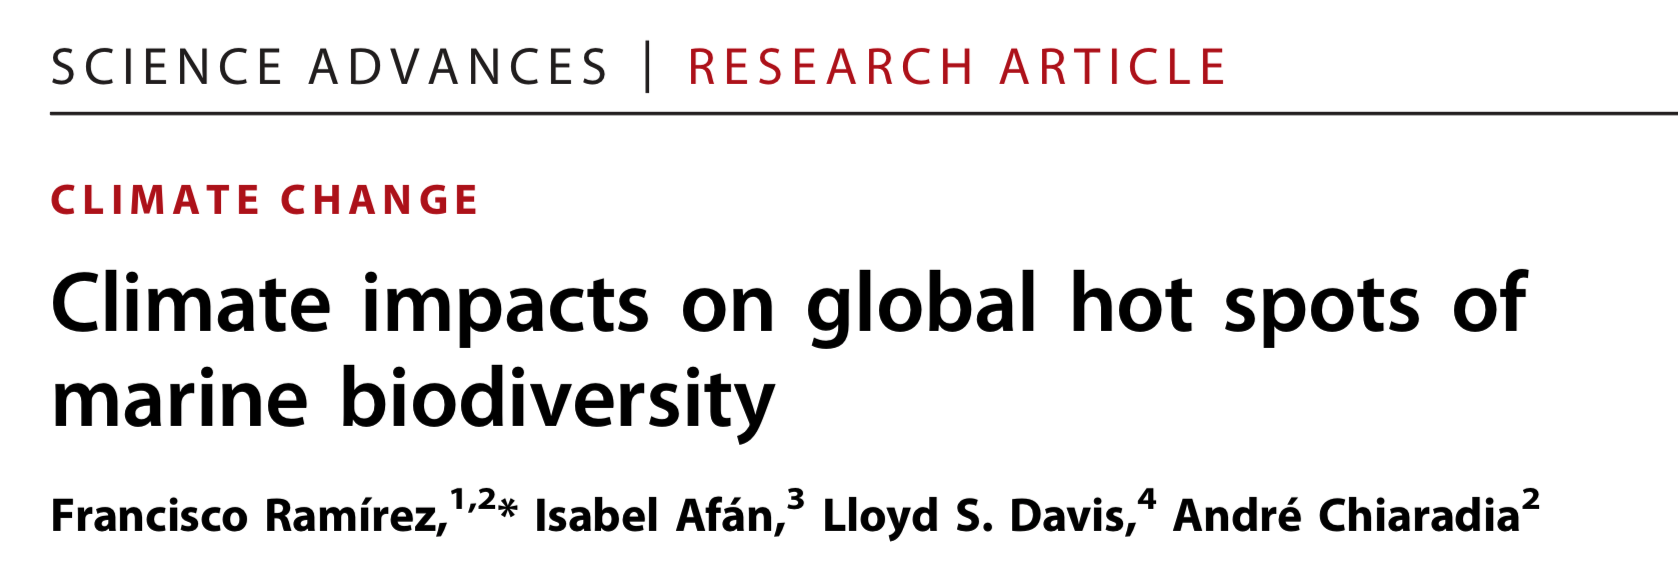 SCIENCE ADVANCES | RESEARCH ARTICLE
CLIMATE CHANGE
Climate impacts on global hot spots of
marine biodiversity
Francisco Ramírez,1,2* Isabel Afán,3 Lloyd S. Davis,4 André Chiaradia2